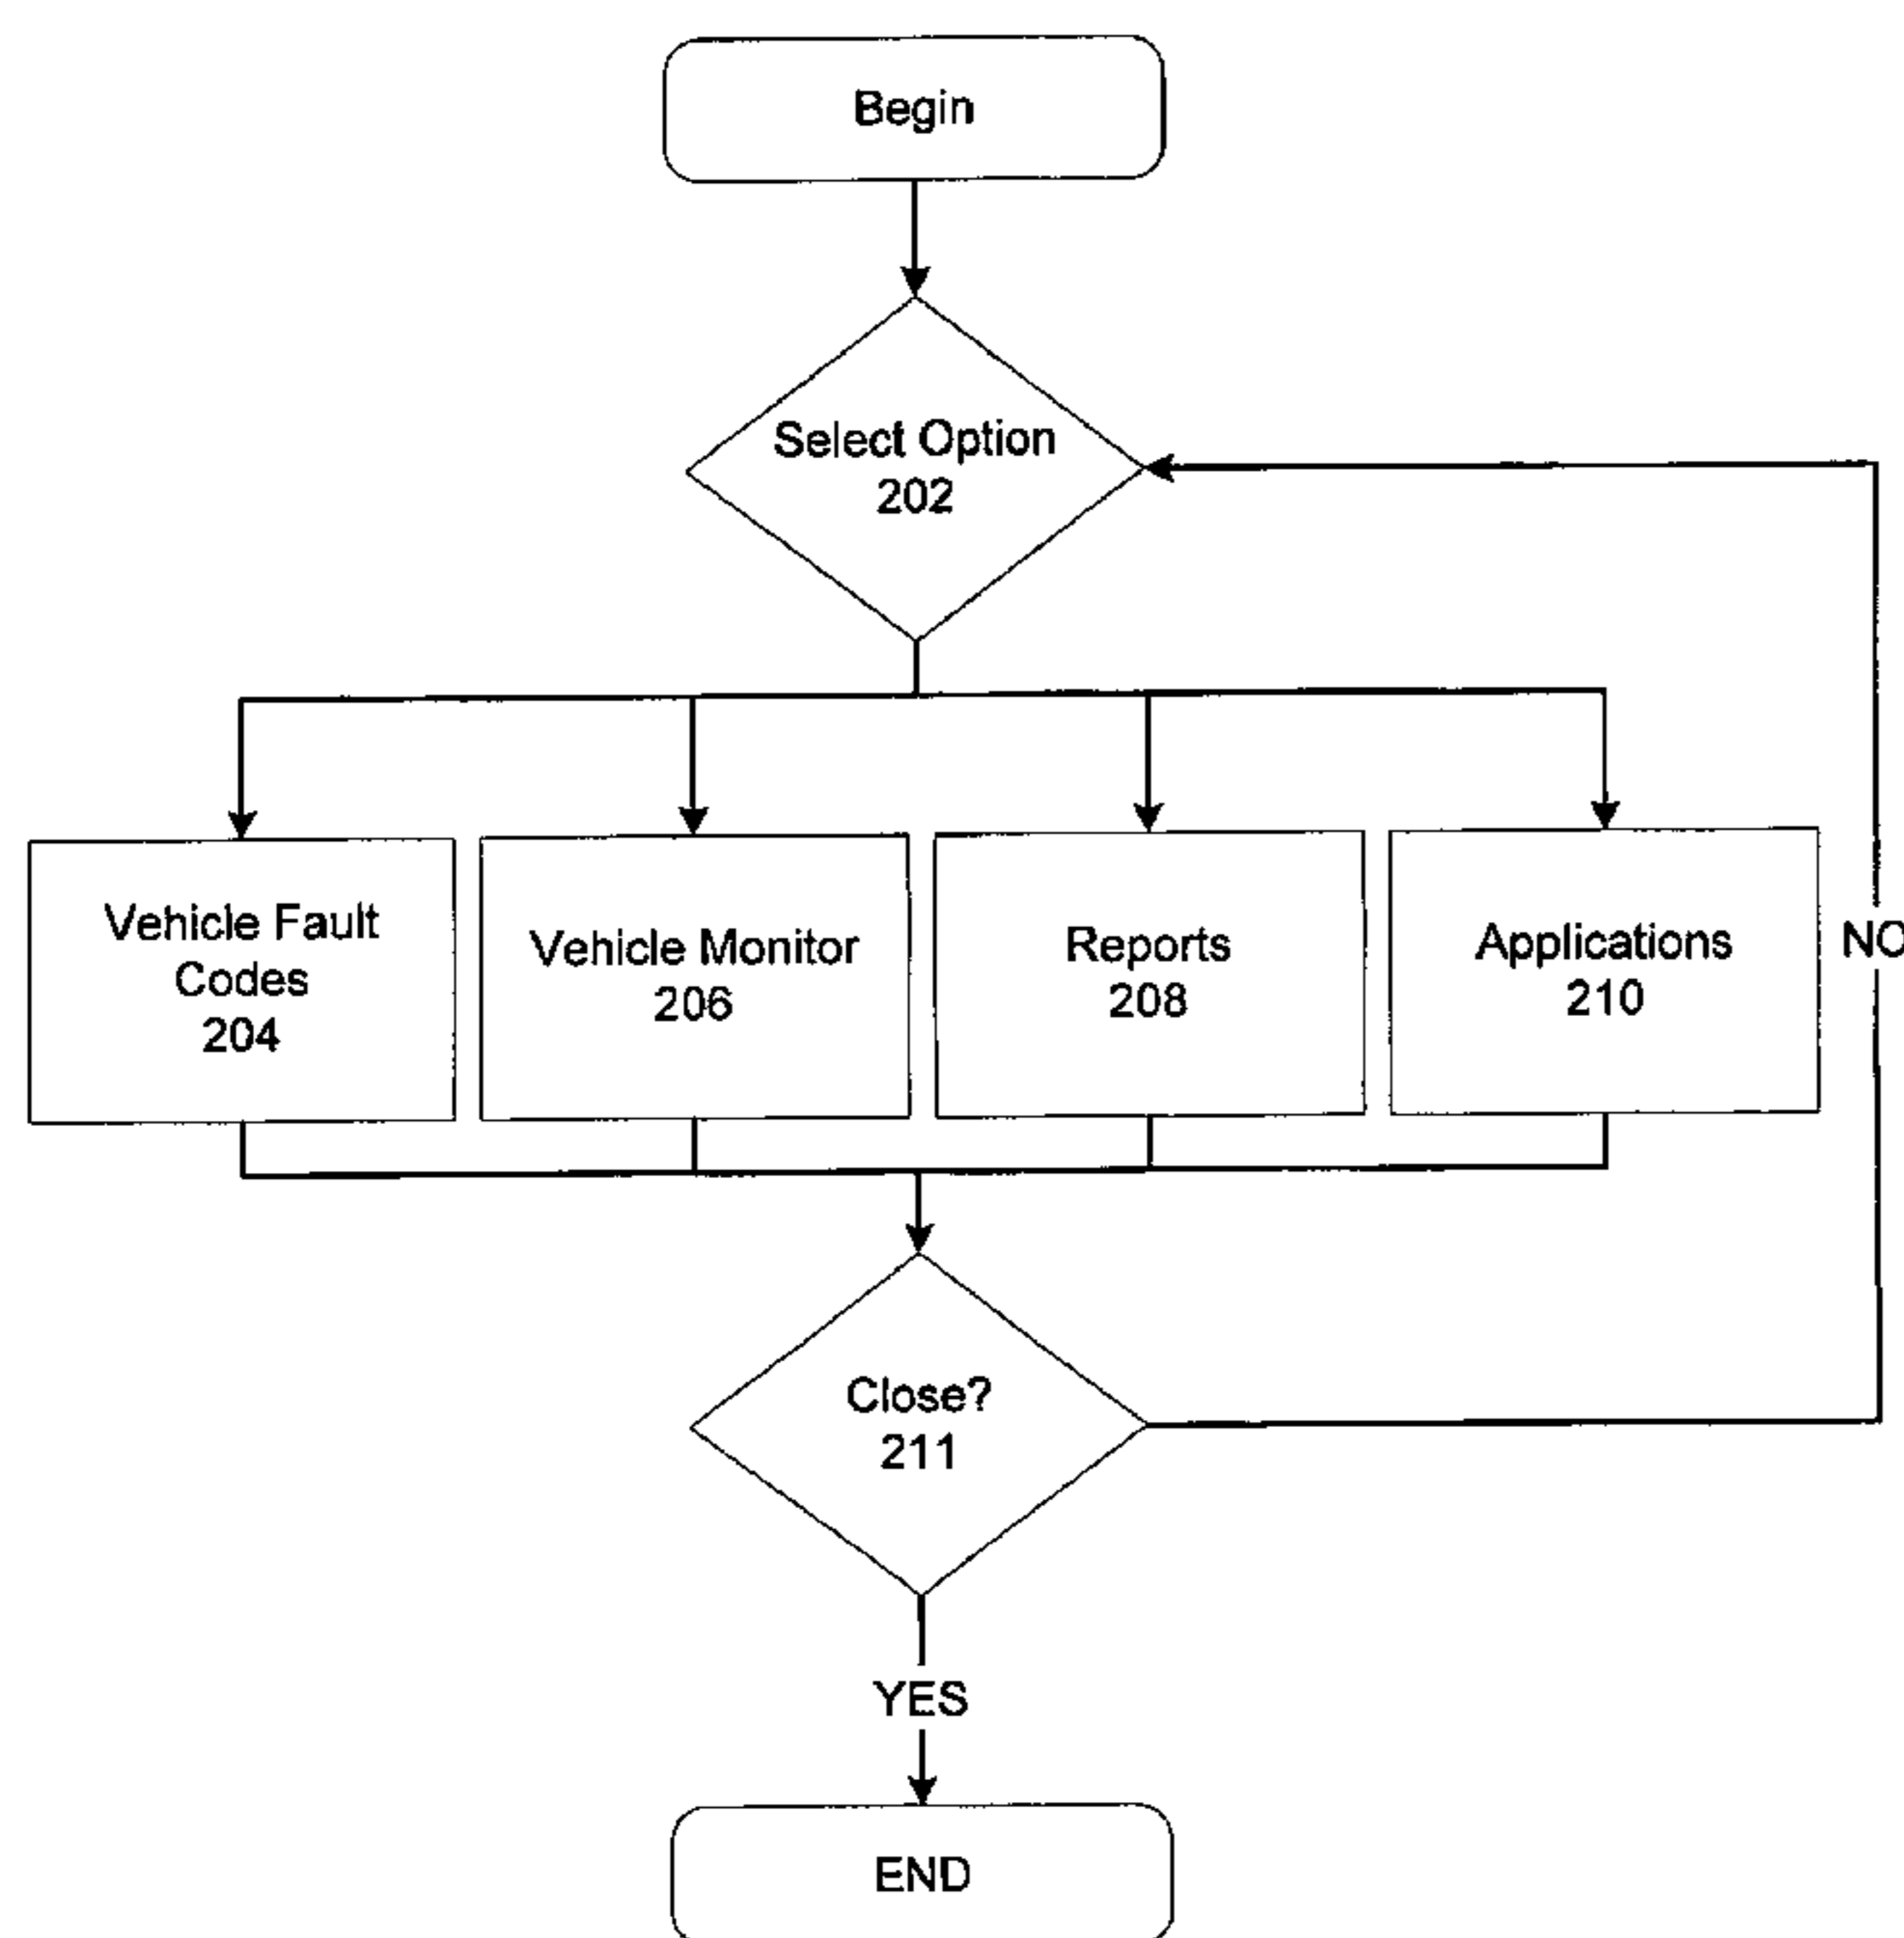 Begin
Select Option
202
Vehicle Fault
Codes
204
Vehicle Monitor
206
Reports
208
Applications
210
NO
Close?
211
YES
END